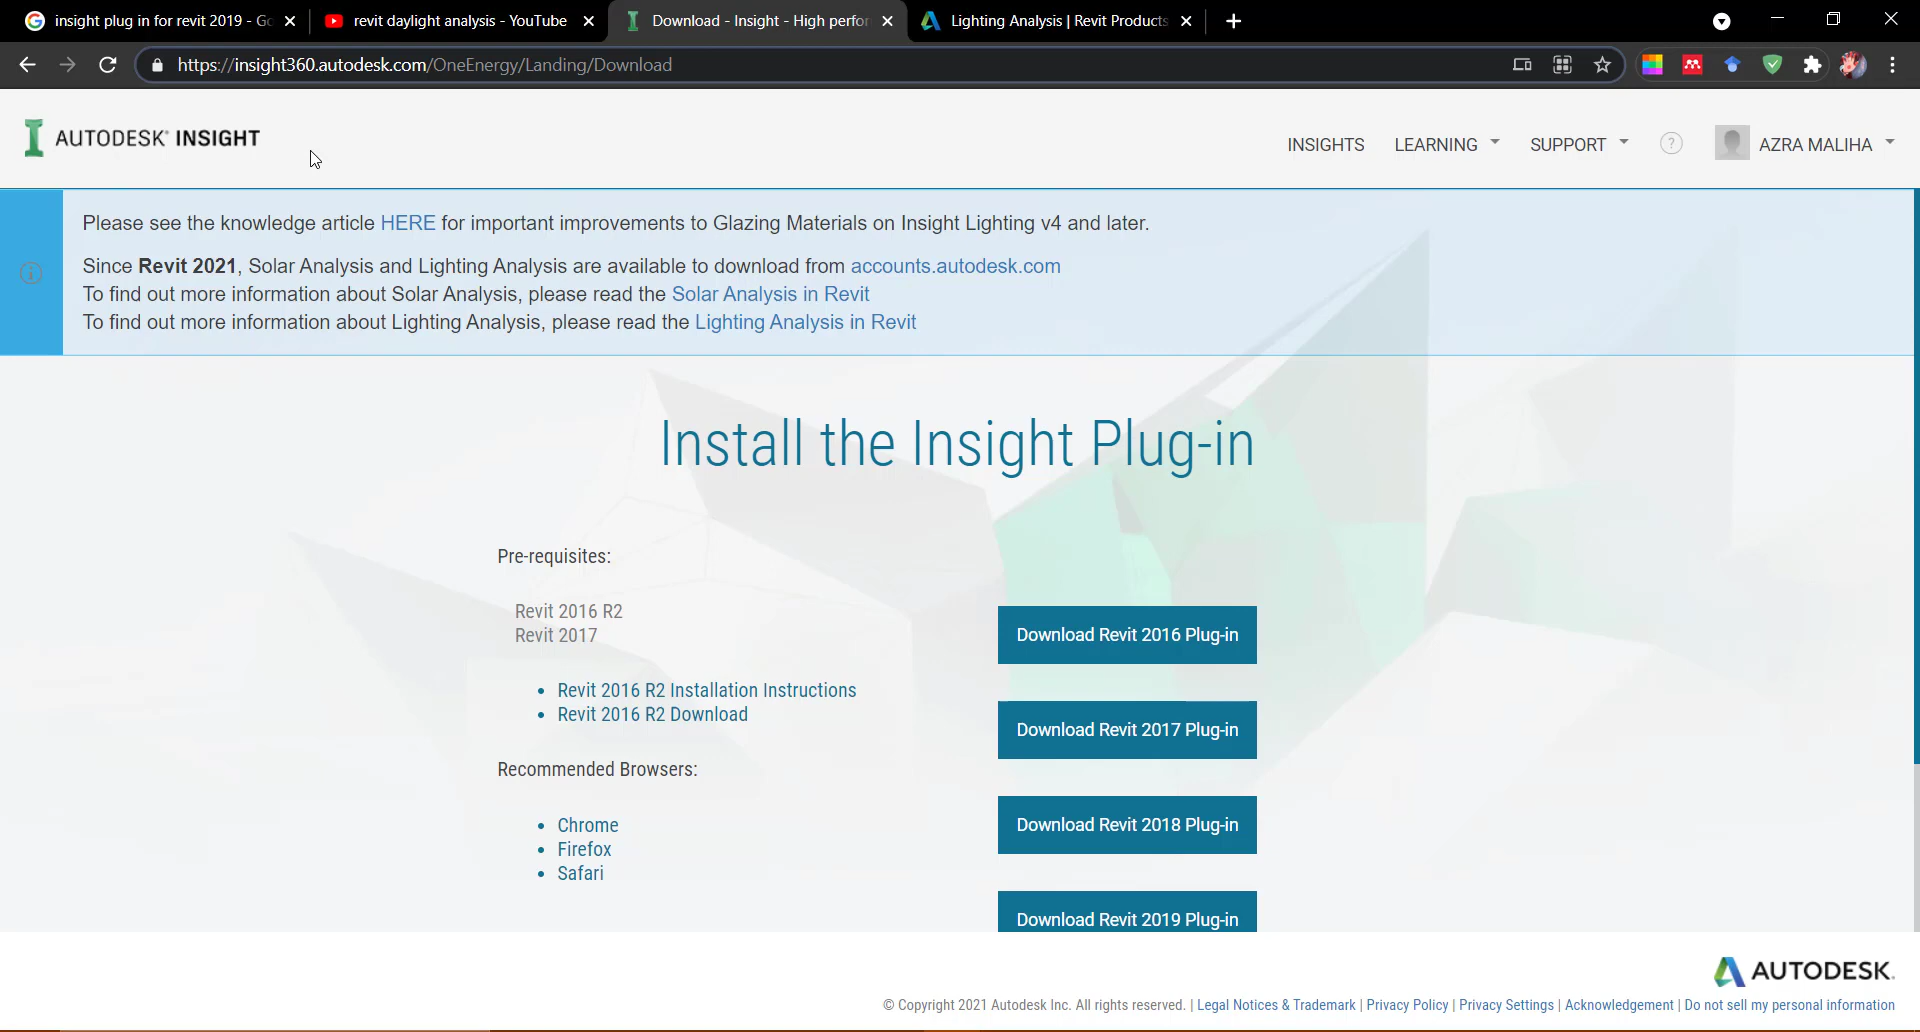 insight plug in for revit 2019 - Go
revit daylight analysis - YouTube
Download - Insight - High perfor
Lighting Analysis | Revit Products
https://insight360.autodesk.com/OneEnergy/Landing/Download
AUTODESK® INSIGHT
INSIGHTS
LEARNING
SUPPORT
?
AZRA MALIHA
Please see the knowledge article HERE for important improvements to Glazing Materials on Insight Lighting v4 and later.
Since Revit 2021, Solar Analysis and Lighting Analysis are available to download from accounts.autodesk.com
To find out more information about Solar Analysis, please read the Solar Analysis in Revit
To find out more information about Lighting Analysis, please read the Lighting Analysis in Revit
Install the Insight Plug-in
Pre-requisites:
Revit 2016 R2
Revit 2017
• Revit 2016 R2 Installation Instructions
• Revit 2016 R2 Download
Recommended Browsers:
• Chrome
• Firefox
• Safari
Download Revit 2016 Plug-in
Download Revit 2017 Plug-in
Download Revit 2018 Plug-in
Download Revit 2019 Plug-in
AUTODESK.
© Copyright 2021 Autodesk Inc. All rights reserved. | Legal Notices & Trademark | Privacy Policy | Privacy Settings | Acknowledgement | Do not sell my personal information